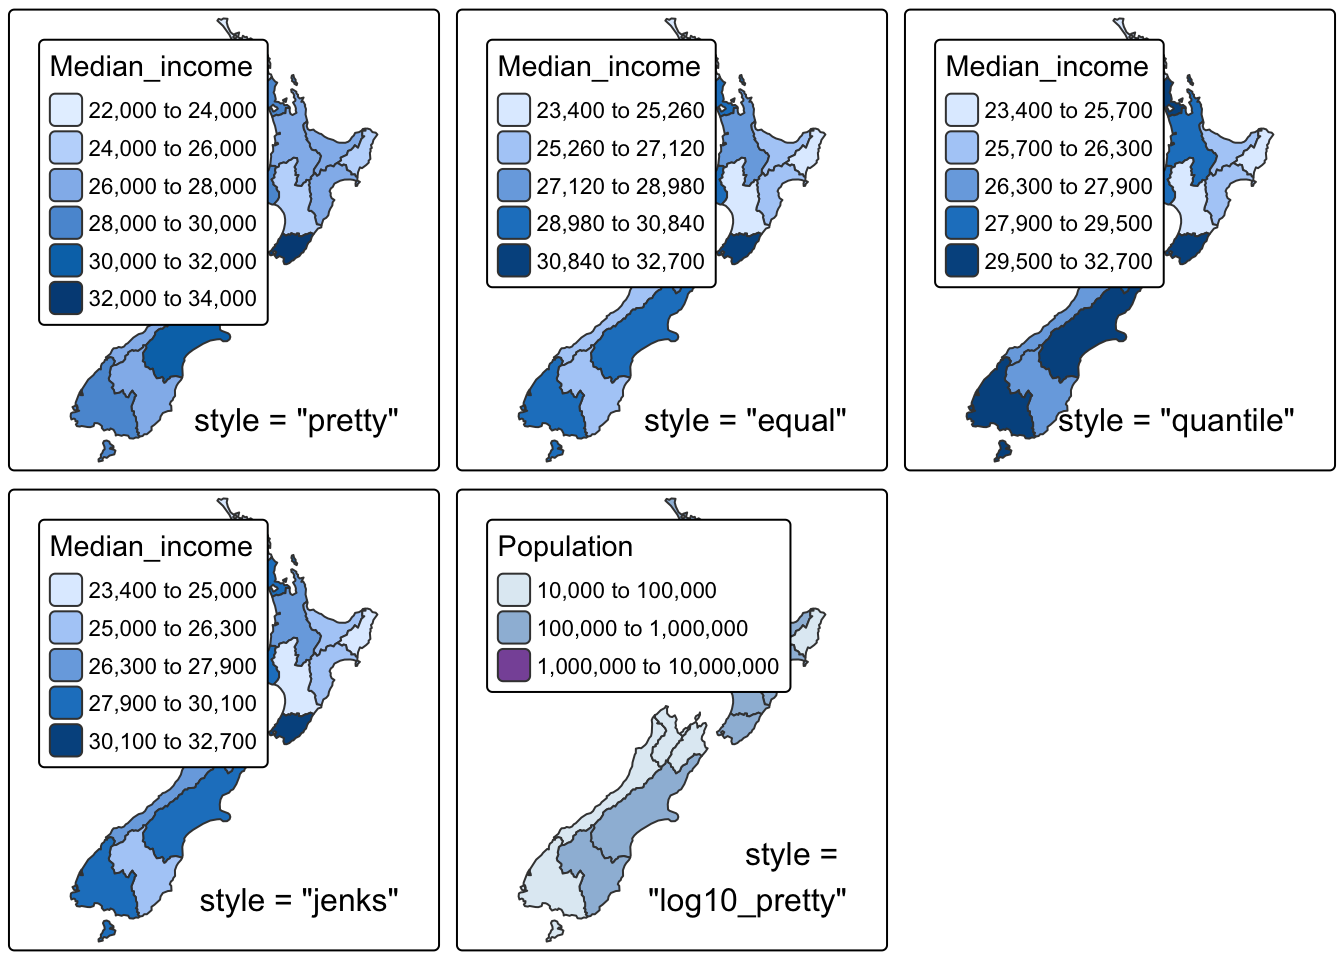 Median_income
22,000 to 24,000
24,000 to 26,000
26,000 to 28,000
28,000 to 30,000
30,000 to 32,000
32,000 to 34,000
style = "pretty"
Median_income
23,400 to 25,260
25,260 to 27,120
27,120 to 28,980
28,980 to 30,840
30,840 to 32,700
style = "equal"
Median_income
23,400 to 25,700
25,700 to 26,300
26,300 to 27,900
27,900 to 29,500
29,500 to 32,700
style = "quantile"
Median_income
23,400 to 25,000
25,000 to 26,300
26,300 to 27,900
27,900 to 30,100
30,100 to 32,700
style = "jenks"
Population
10,000 to 100,000
100,000 to 1,000,000
1,000,000 to 10,000,000
style =
"log10_pretty"